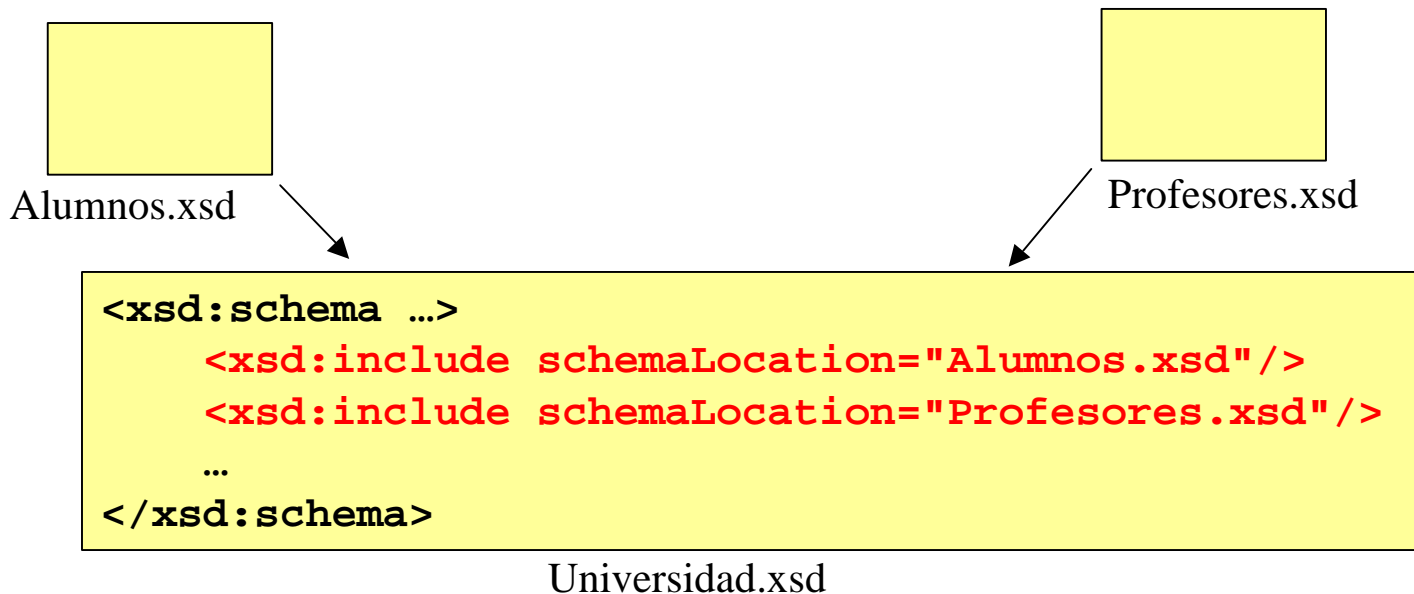 Alumnos.xsd
Profesores.xsd
<xsd:schema …>
<xsd:include schemaLocation="Alumnos.xsd"/>
<xsd:include schemaLocation="Profesores.xsd"/>
…
</xsd:schema>
Universidad.xsd